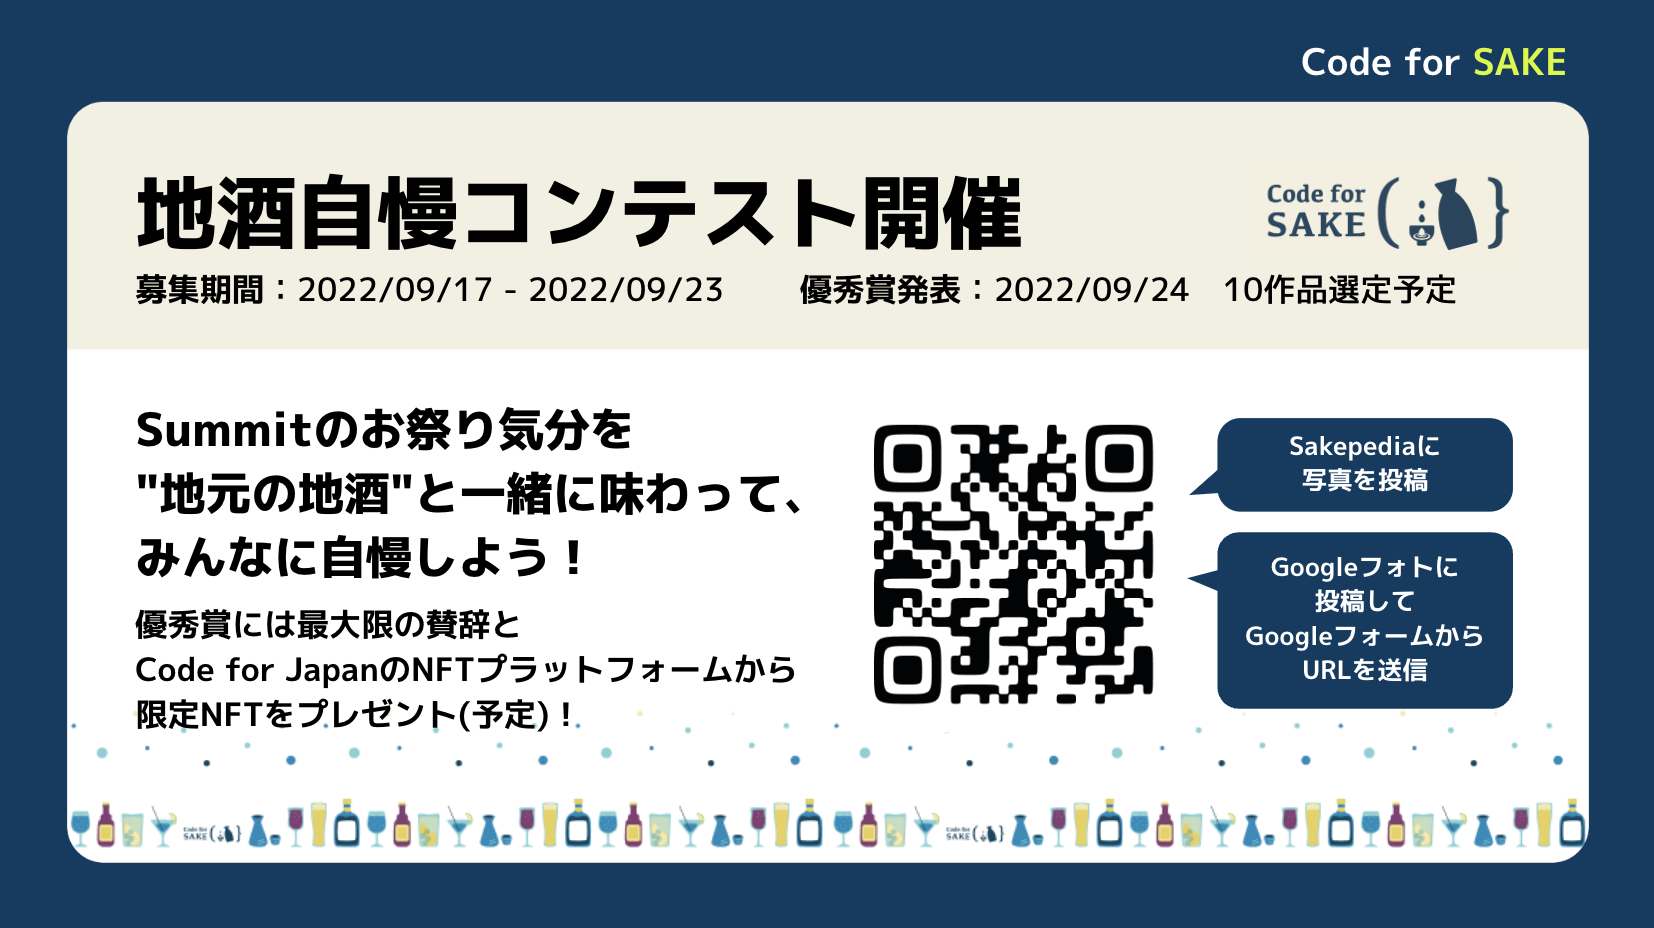 Code for SAKE
地酒自慢コンテスト開催
Code for
SAKE
募集期間：2022/09/17 - 2022/09/23 優秀賞発表：2022/09/24 10作品選定予定
Summitのお祭り気分を
"地元の地酒"と一緒に味わって、
みんなに自慢しよう！
優秀賞には最大限の賛辞と
Code for JapanのNFTプラットフォームから
限定NFTをプレゼント(予定)！
Sakepediaに
写真を投稿
Googleフォトに
投稿して
Googleフォームから
URLを送信
Code for
SAKE
Code for
SAKE